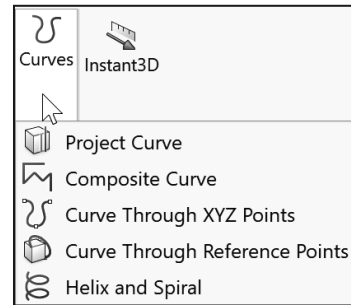 Curves
Instant3D
Project Curve
Composite Curve
Curve Through XYZ Points
Curve Through Reference Points
Helix and Spiral